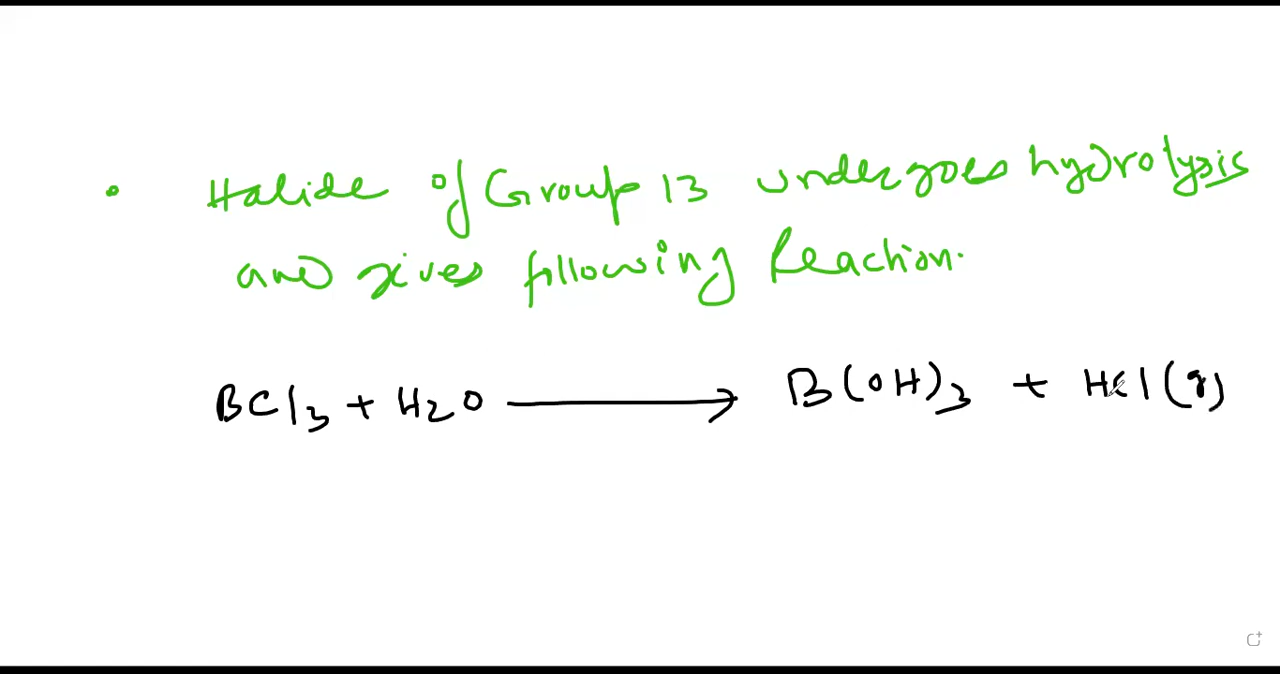 • Halide of Group 13 undergoes hydrolysis
and gives following Reaction.
BCl3 + H2O ⟶ B(OH)3 + HCl(g)